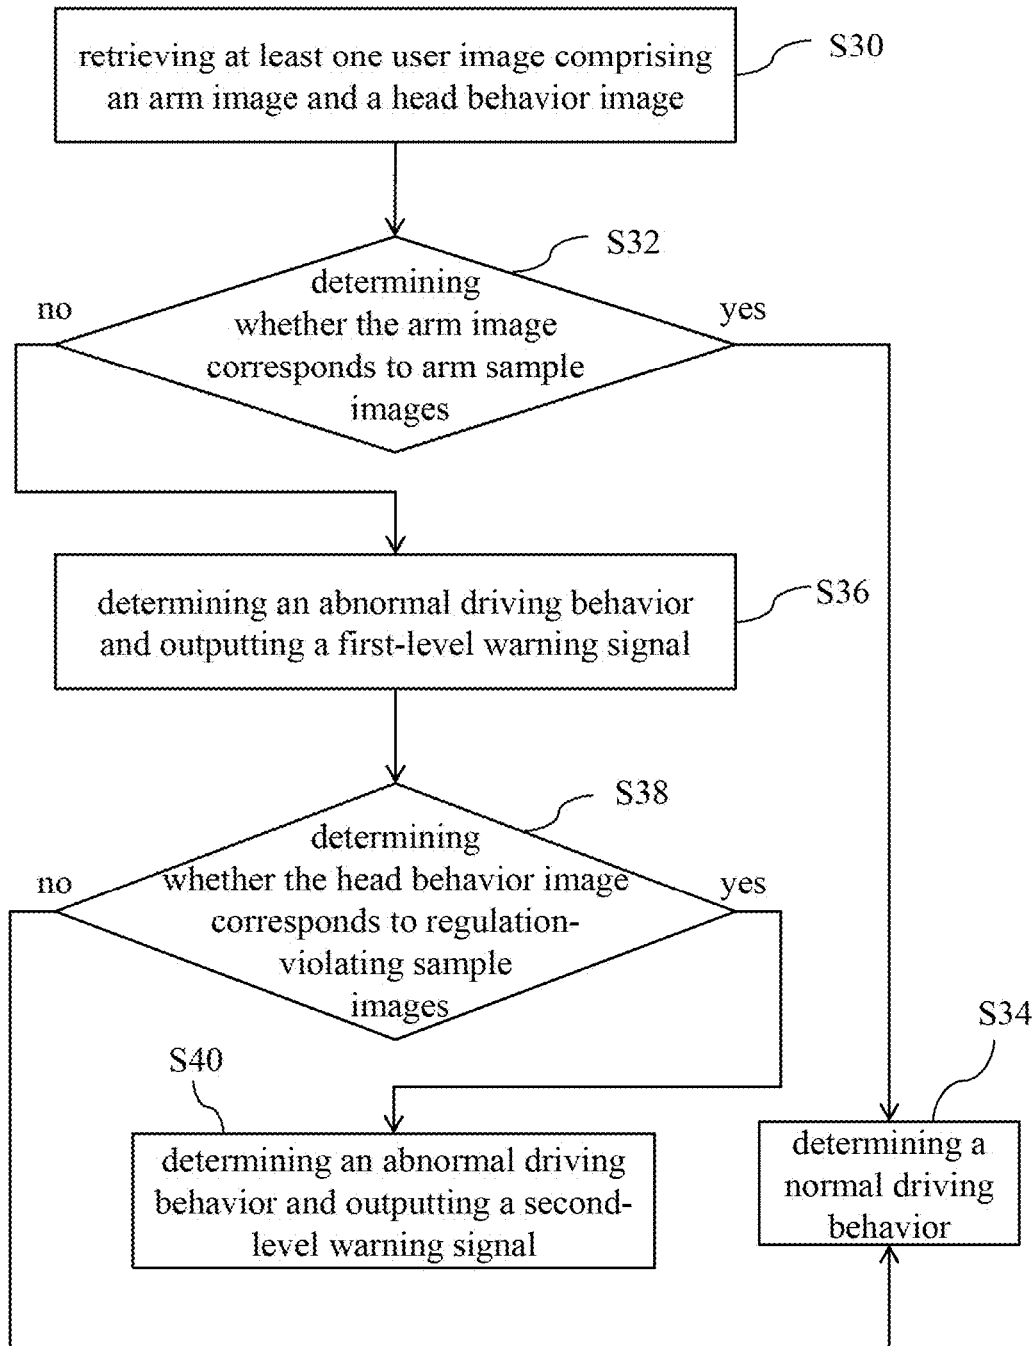 retrieving at least one user image comprising
an arm image and a head behavior image
S30
S32
determining
whether the arm image
corresponds to arm sample
images
no
yes
determining an abnormal driving behavior
and outputting a first-level warning signal
S36
S38
determining
whether the head behavior image
corresponds to regulation-
violating sample
images
no
yes
S40
determining an abnormal driving
behavior and outputting a second-
level warning signal
S34
determining a
normal driving
behavior